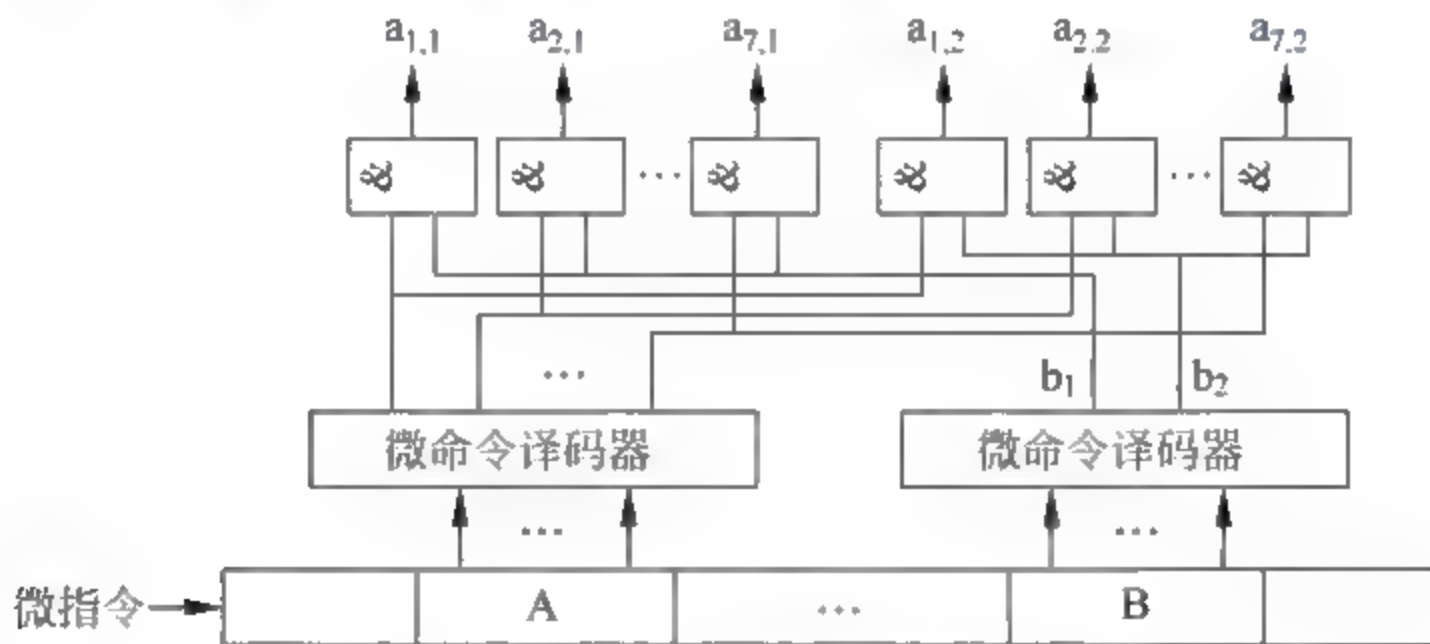 a1,1 a2,1 a7,1 a1,2 a2,2 a7,2
& & … & & & … &
… b1 b2
微命令译码器 微命令译码器
… …
微指令 A … B